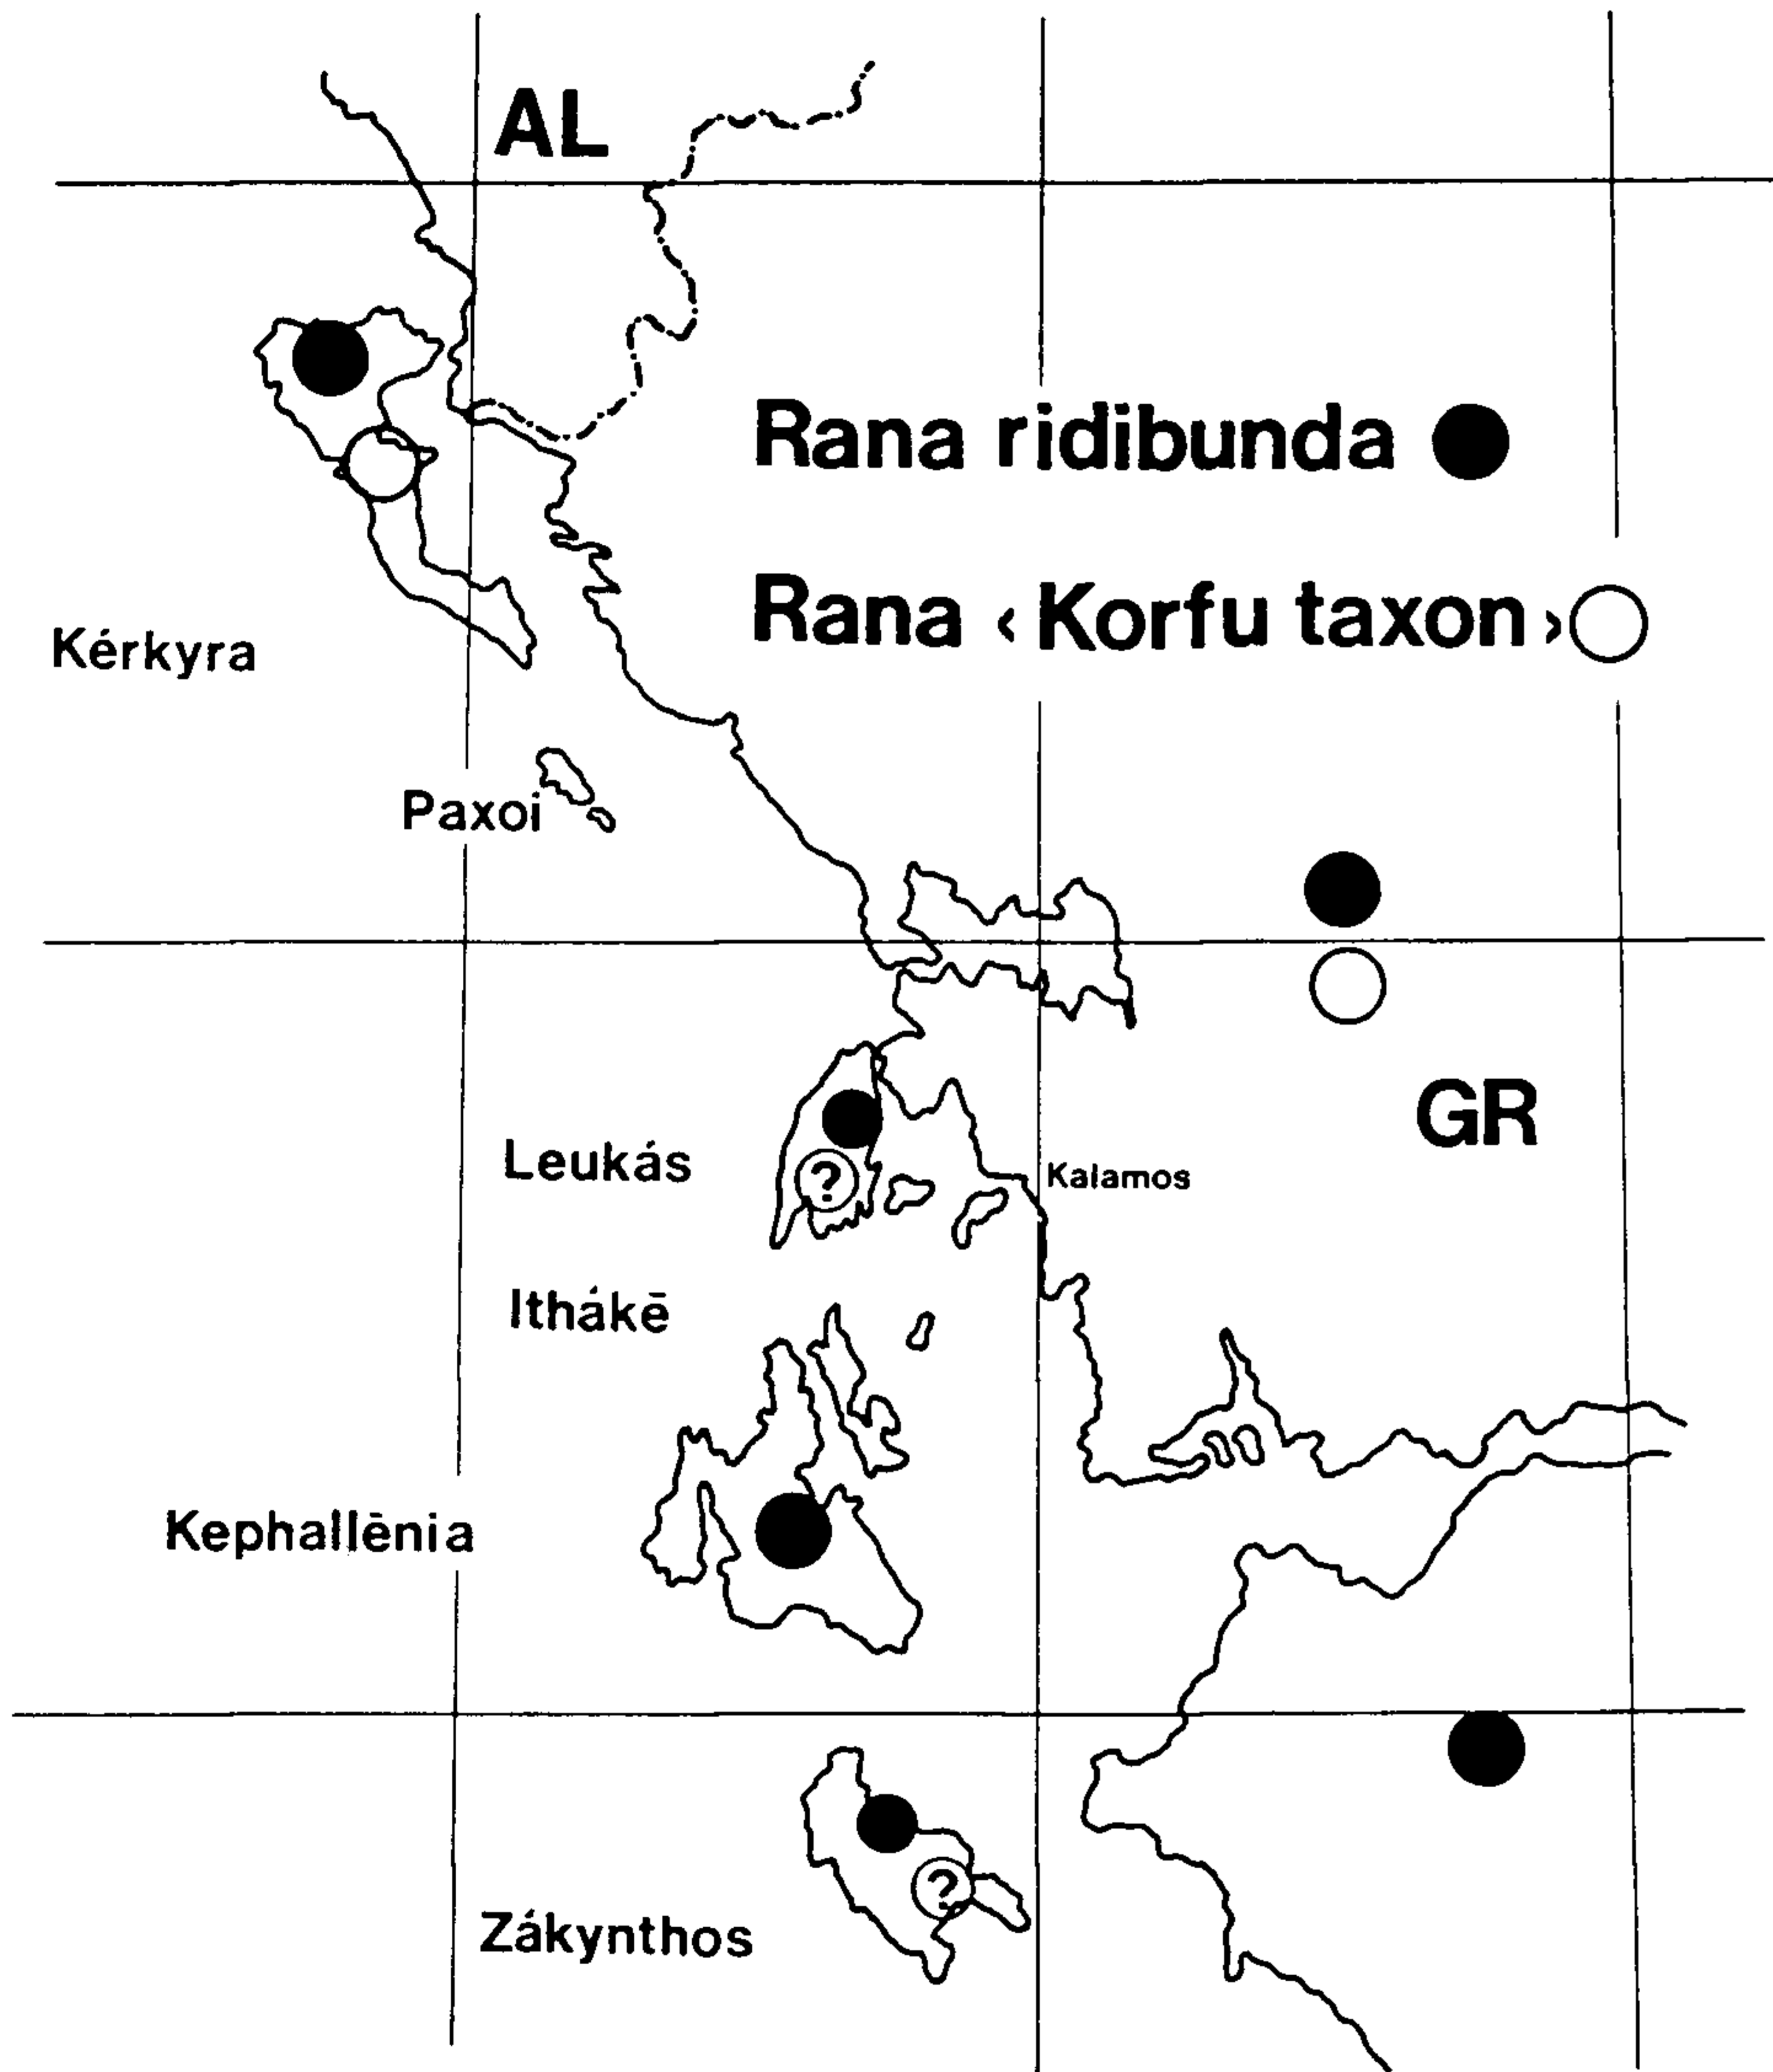 AL
Rana ridibunda
Rana ‹Korfu taxon›
Kérkyra
Paxoi
GR
Leukás
?
Kalamos
Ithákē
Kephallēnia
?
Zákynthos